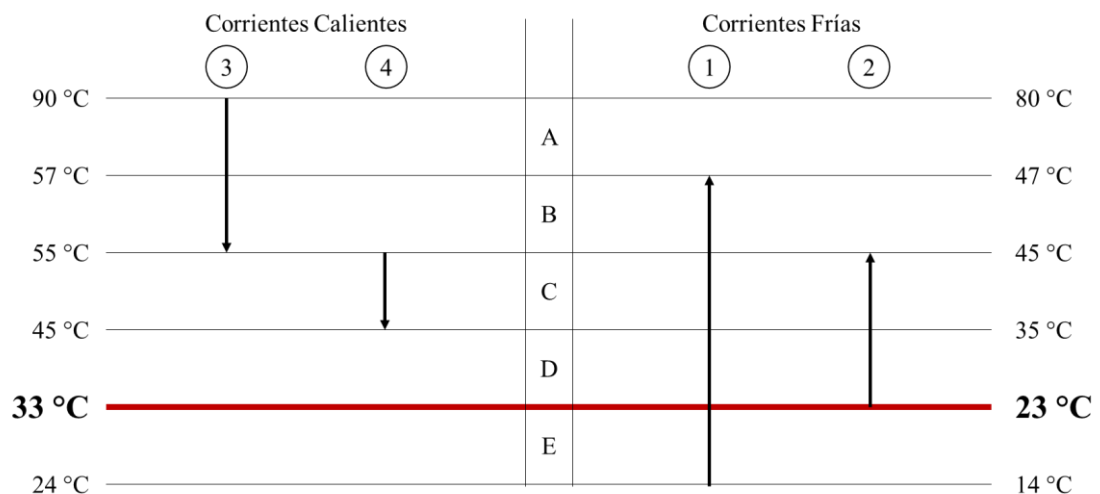 Corrientes Calientes Corrientes Frías
3 4 1 2
90 °C 80 °C
A
57 °C 47 °C
B
55 °C 45 °C
C
45 °C 35 °C
D
33 °C 23 °C
E
24 °C 14 °C